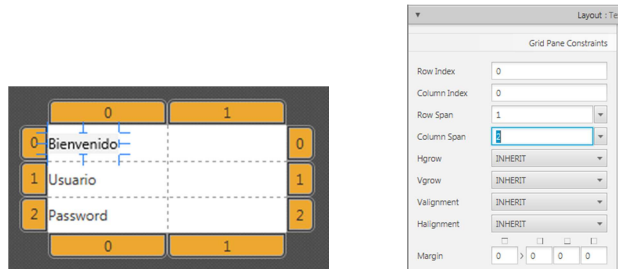 0 1
0 Bienvenido 0
1 Usuario 1
2 Password 2
0 1
Layout : Te
Grid Pane Constraints
Row Index 0
Column Index 0
Row Span 1
Column Span 2
Hgrow INHERIT
Vgrow INHERIT
Valignment INHERIT
Halignment INHERIT
Margin 0 > 0 0 0